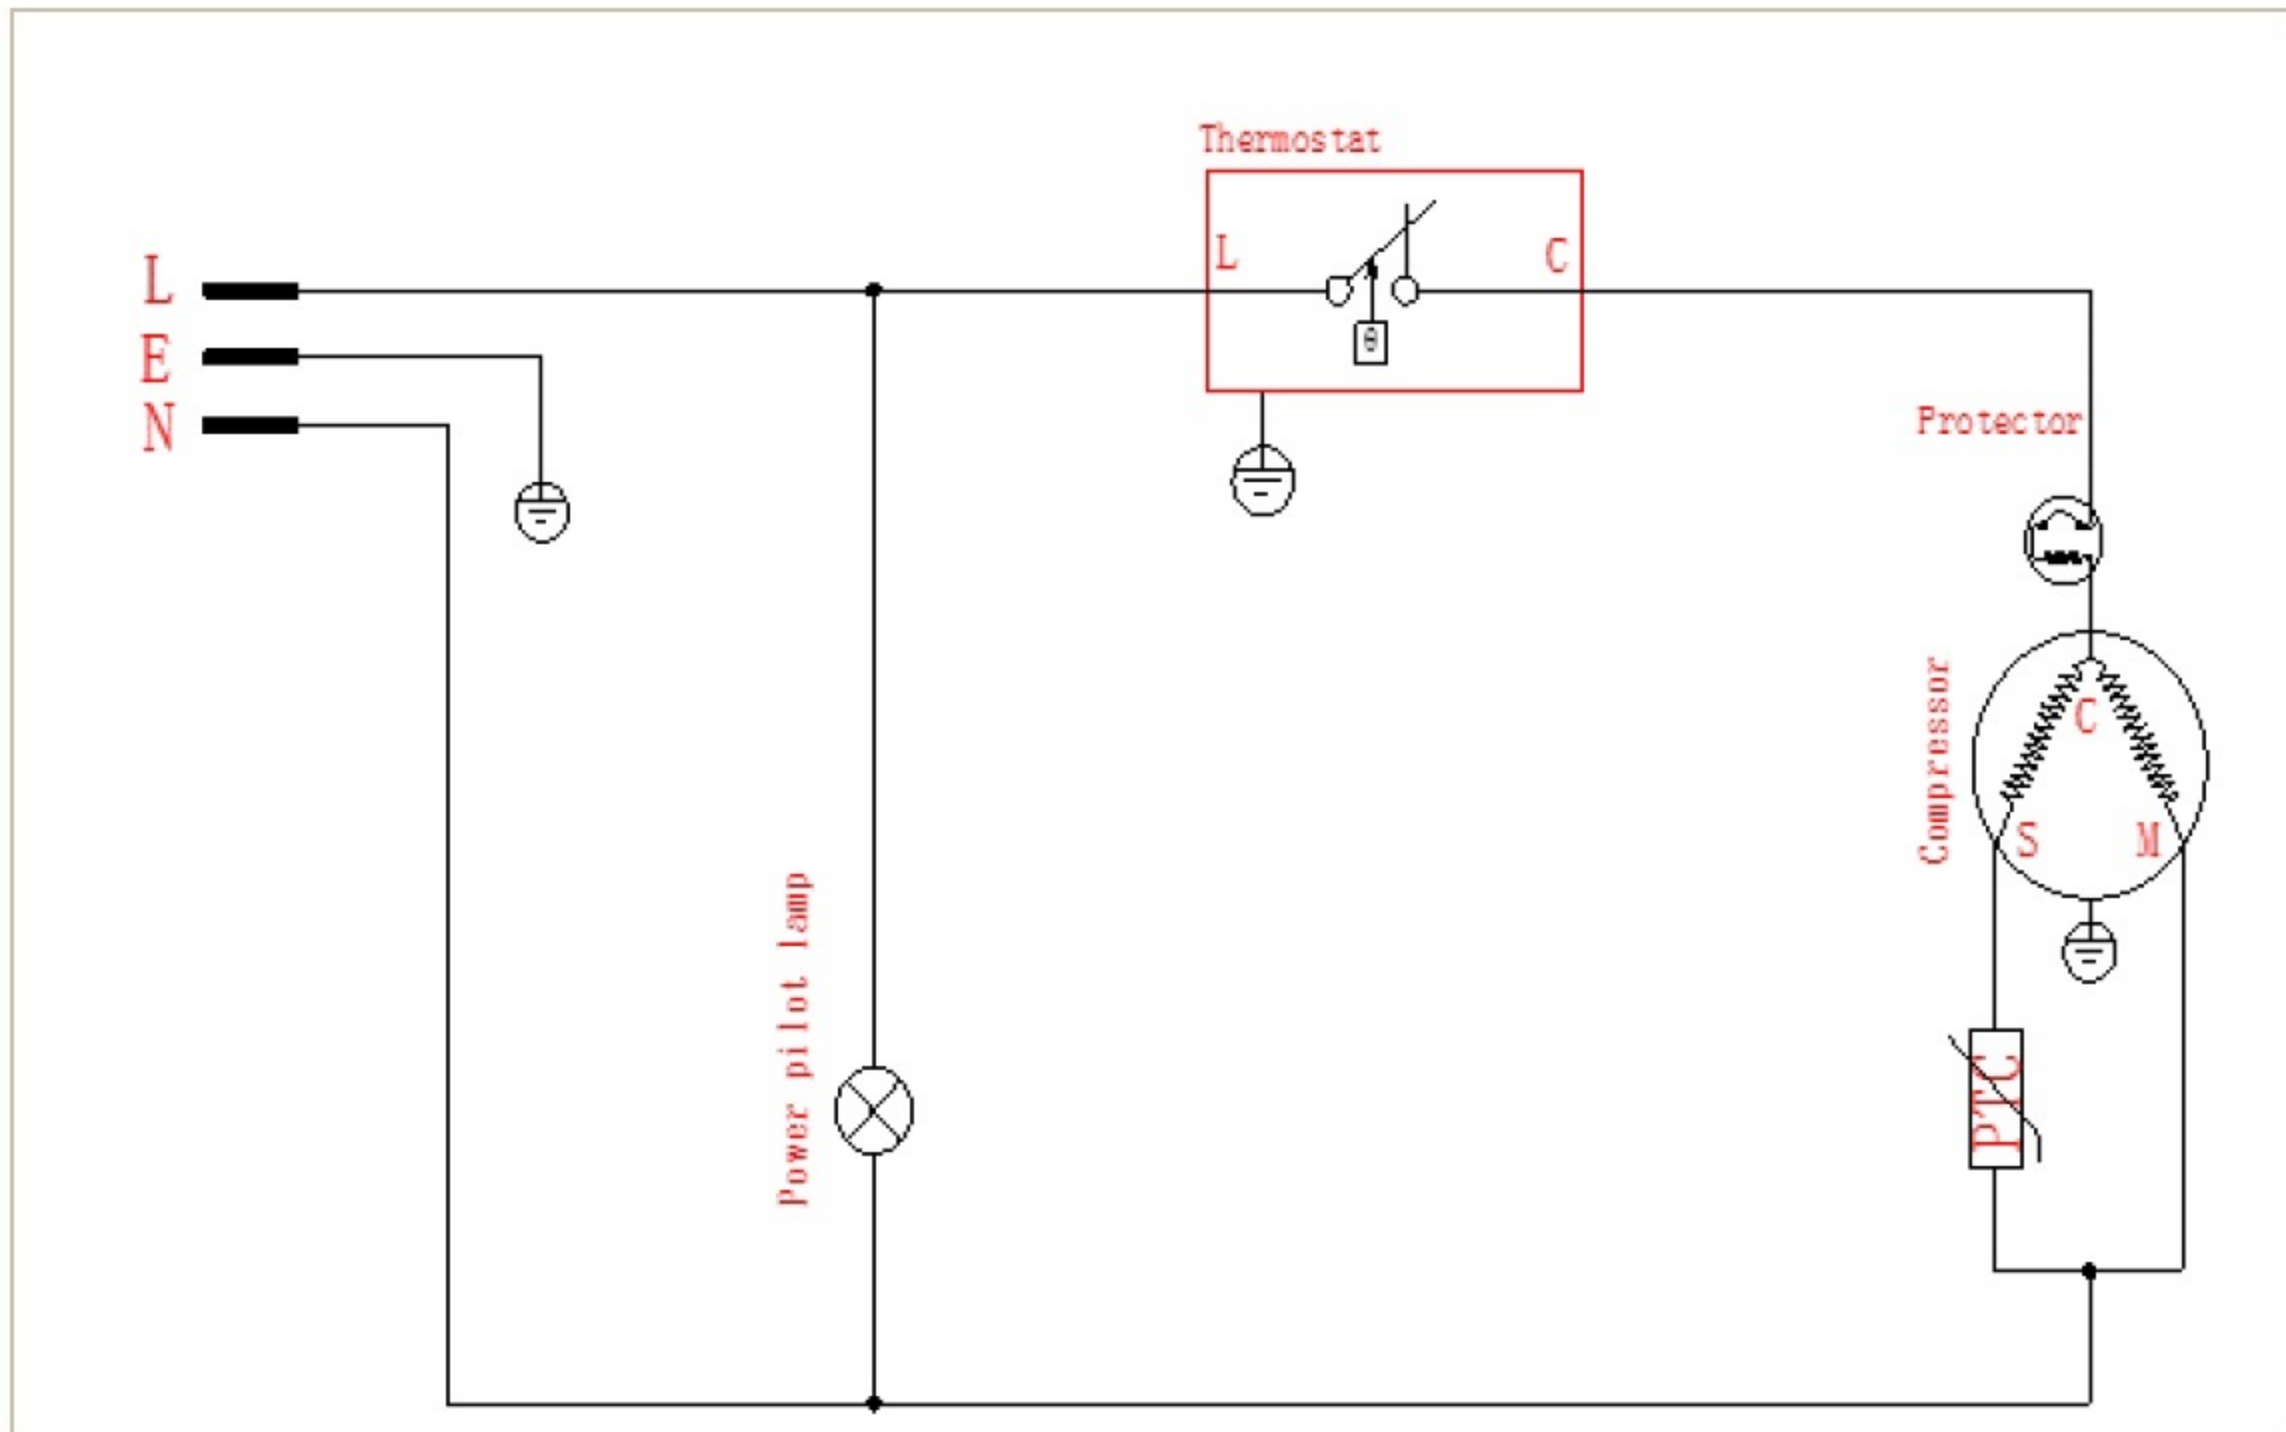 Thermostat
L
L
C
E
N
Protector
Compressor
C
S
M
Power pilot lamp
PTC
θ